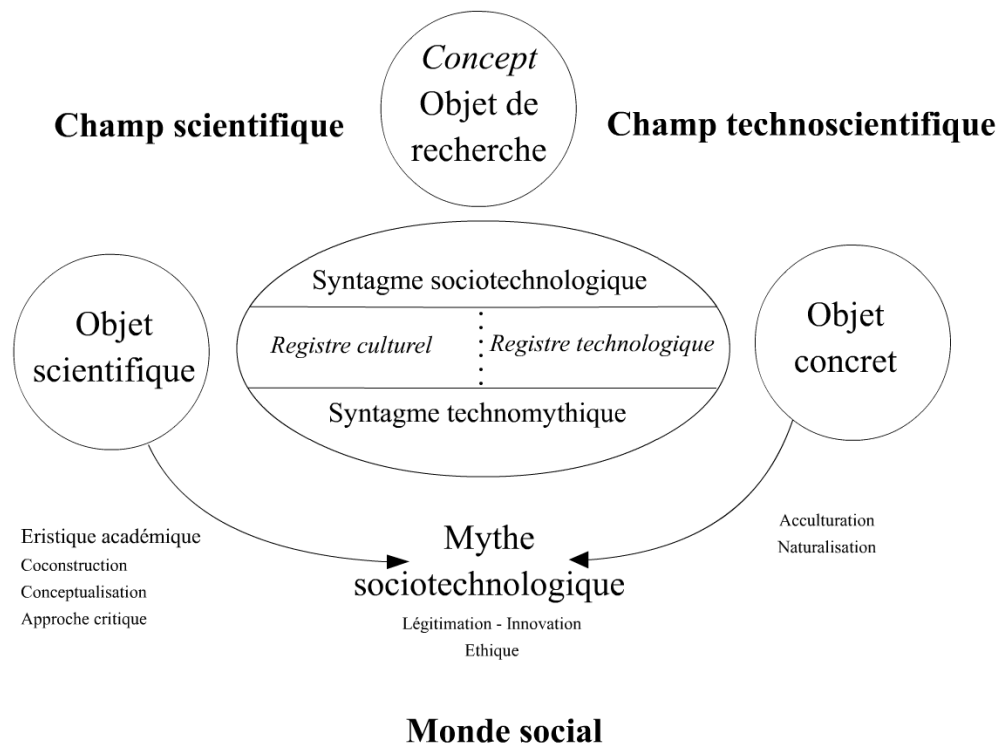 Concept
Objet de
recherche
Champ scientifique
Champ technoscientifique
Syntagme sociotechnologique
Registre culturel
Registre technologique
Syntagme technomythique
Objet
scientifique
Objet
concret
Eristique académique
Coconstruction
Conceptualisation
Approche critique
Acculturation
Naturalisation
Mythe
sociotechnologique
Légitimation - Innovation
Ethique
Monde social